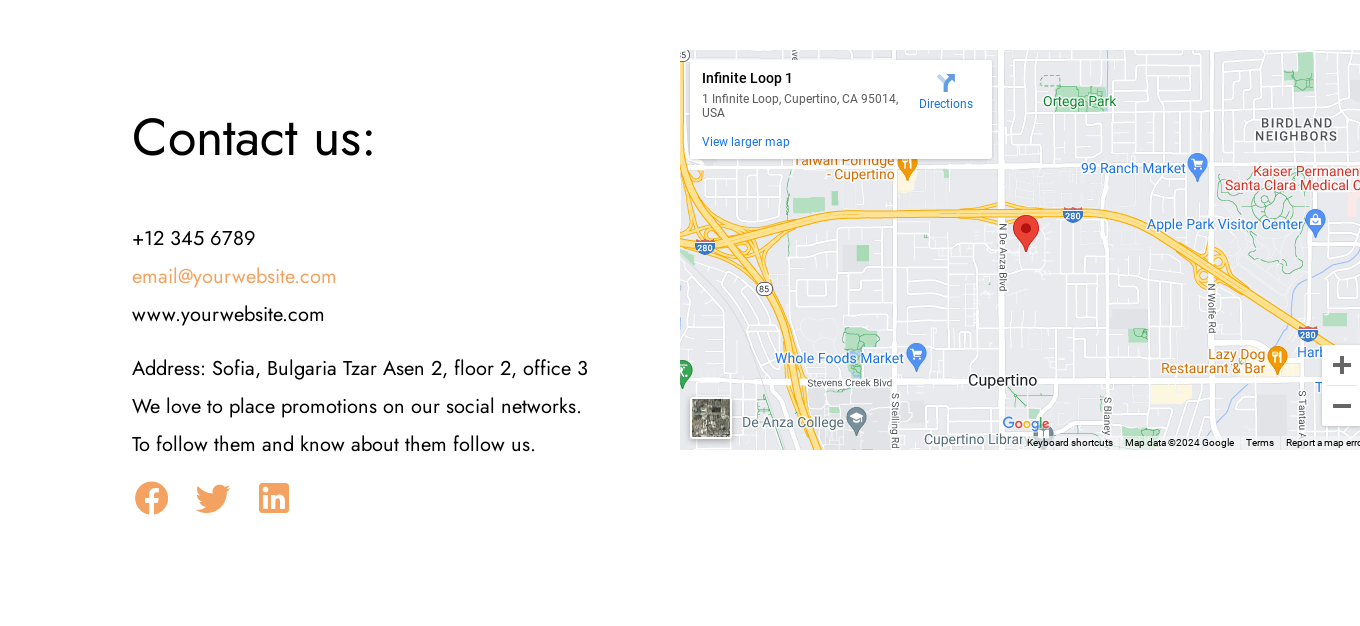 Contact us:
+12 345 6789
email@yourwebsite.com
www.yourwebsite.com
Address: Sofia, Bulgaria Tzar Asen 2, floor 2, office 3
We love to place promotions on our social networks.
To follow them and know about them follow us.
Infinite Loop 1
1 Infinite Loop, Cupertino, CA 95014,
USA
Directions
View larger map
Ortega Park
BIRDLAND
NEIGHBORS
Taiwan Porridge
- Cupertino
99 Ranch Market
Kaiser Permanen
Santa Clara Medical C
280
Apple Park Visitor Center
280
N De Anza Blvd
85
N Wolfe Rd
280
Whole Foods Market
Lazy Dog
Restaurant & Bar
Harb
Stevens Creek Blvd
Cupertino
S Stelling Rd
S Blaney
S Tantau A
De Anza College
Google
Cupertino Librar
Keyboard shortcuts
Map data ©2024 Google
Terms
Report a map erro